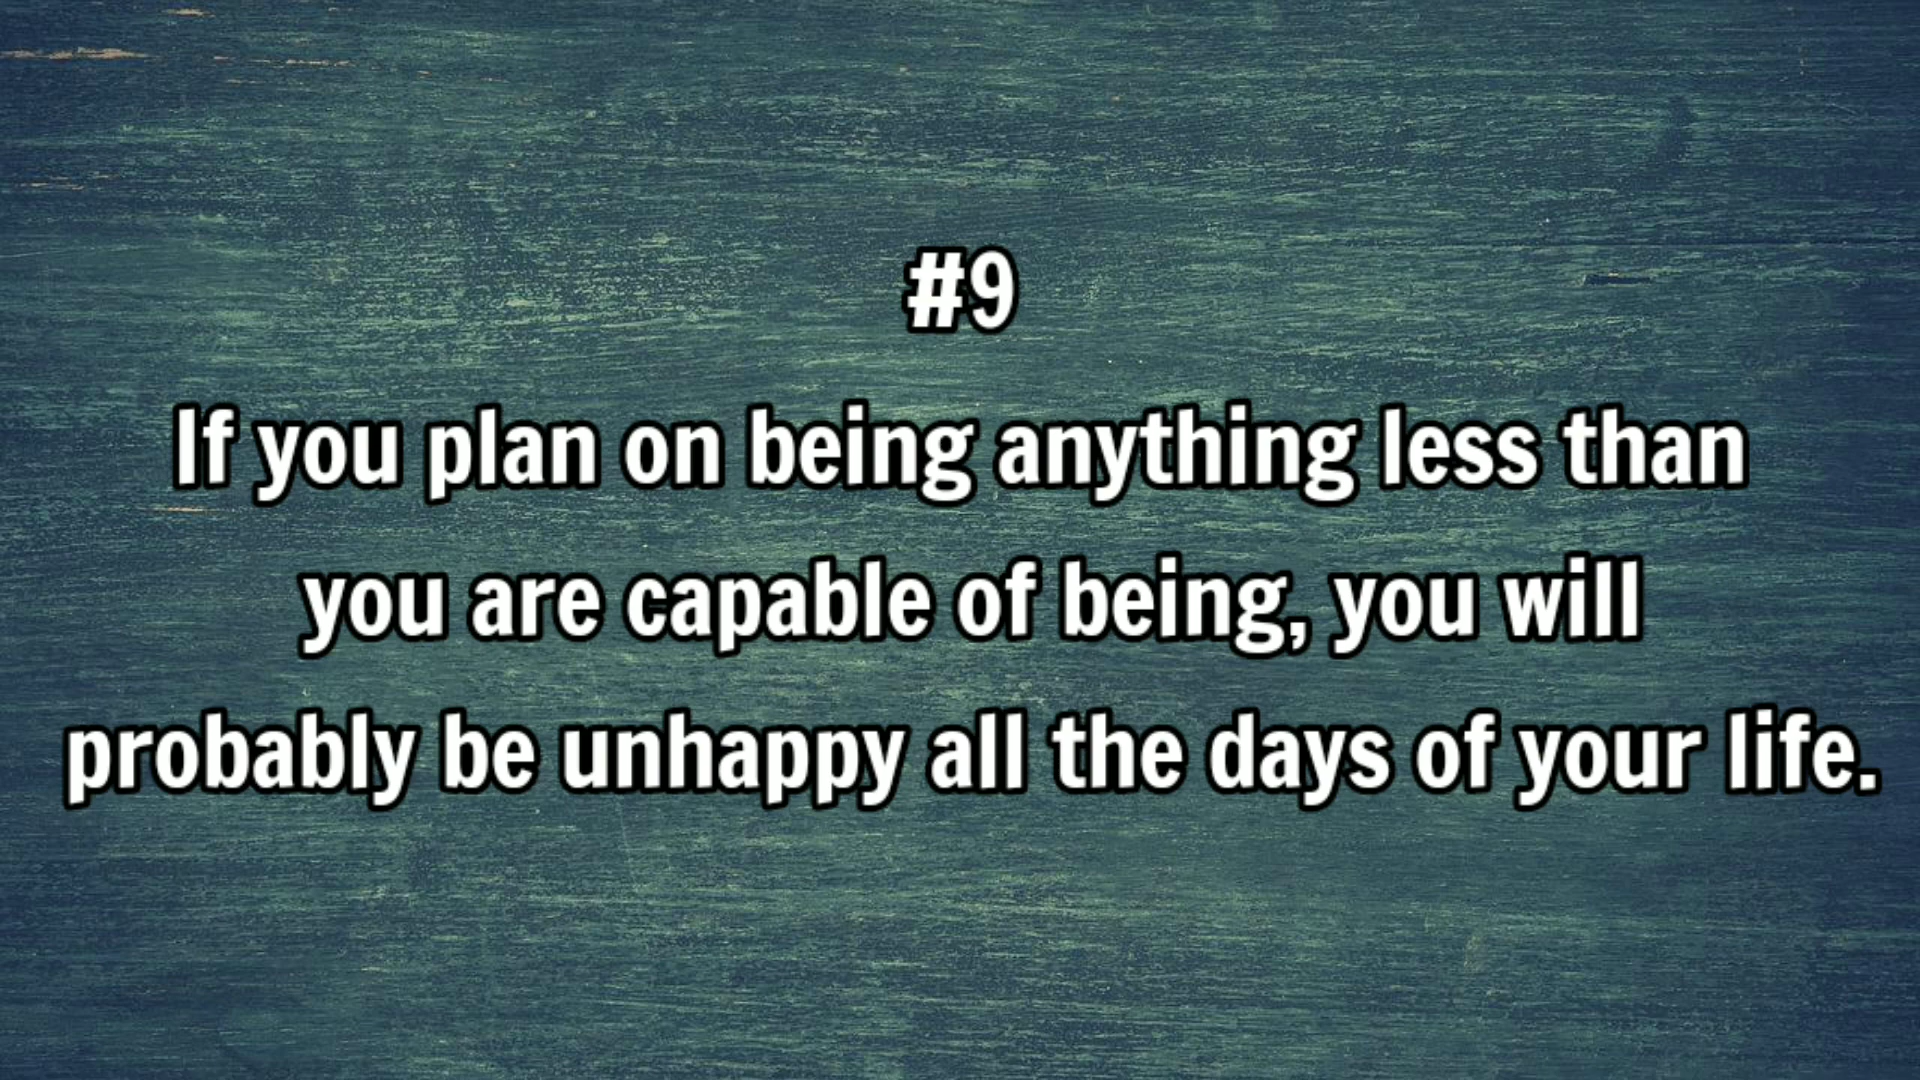 #9
If you plan on being anything less than
you are capable of being, you will
probably be unhappy all the days of your life.